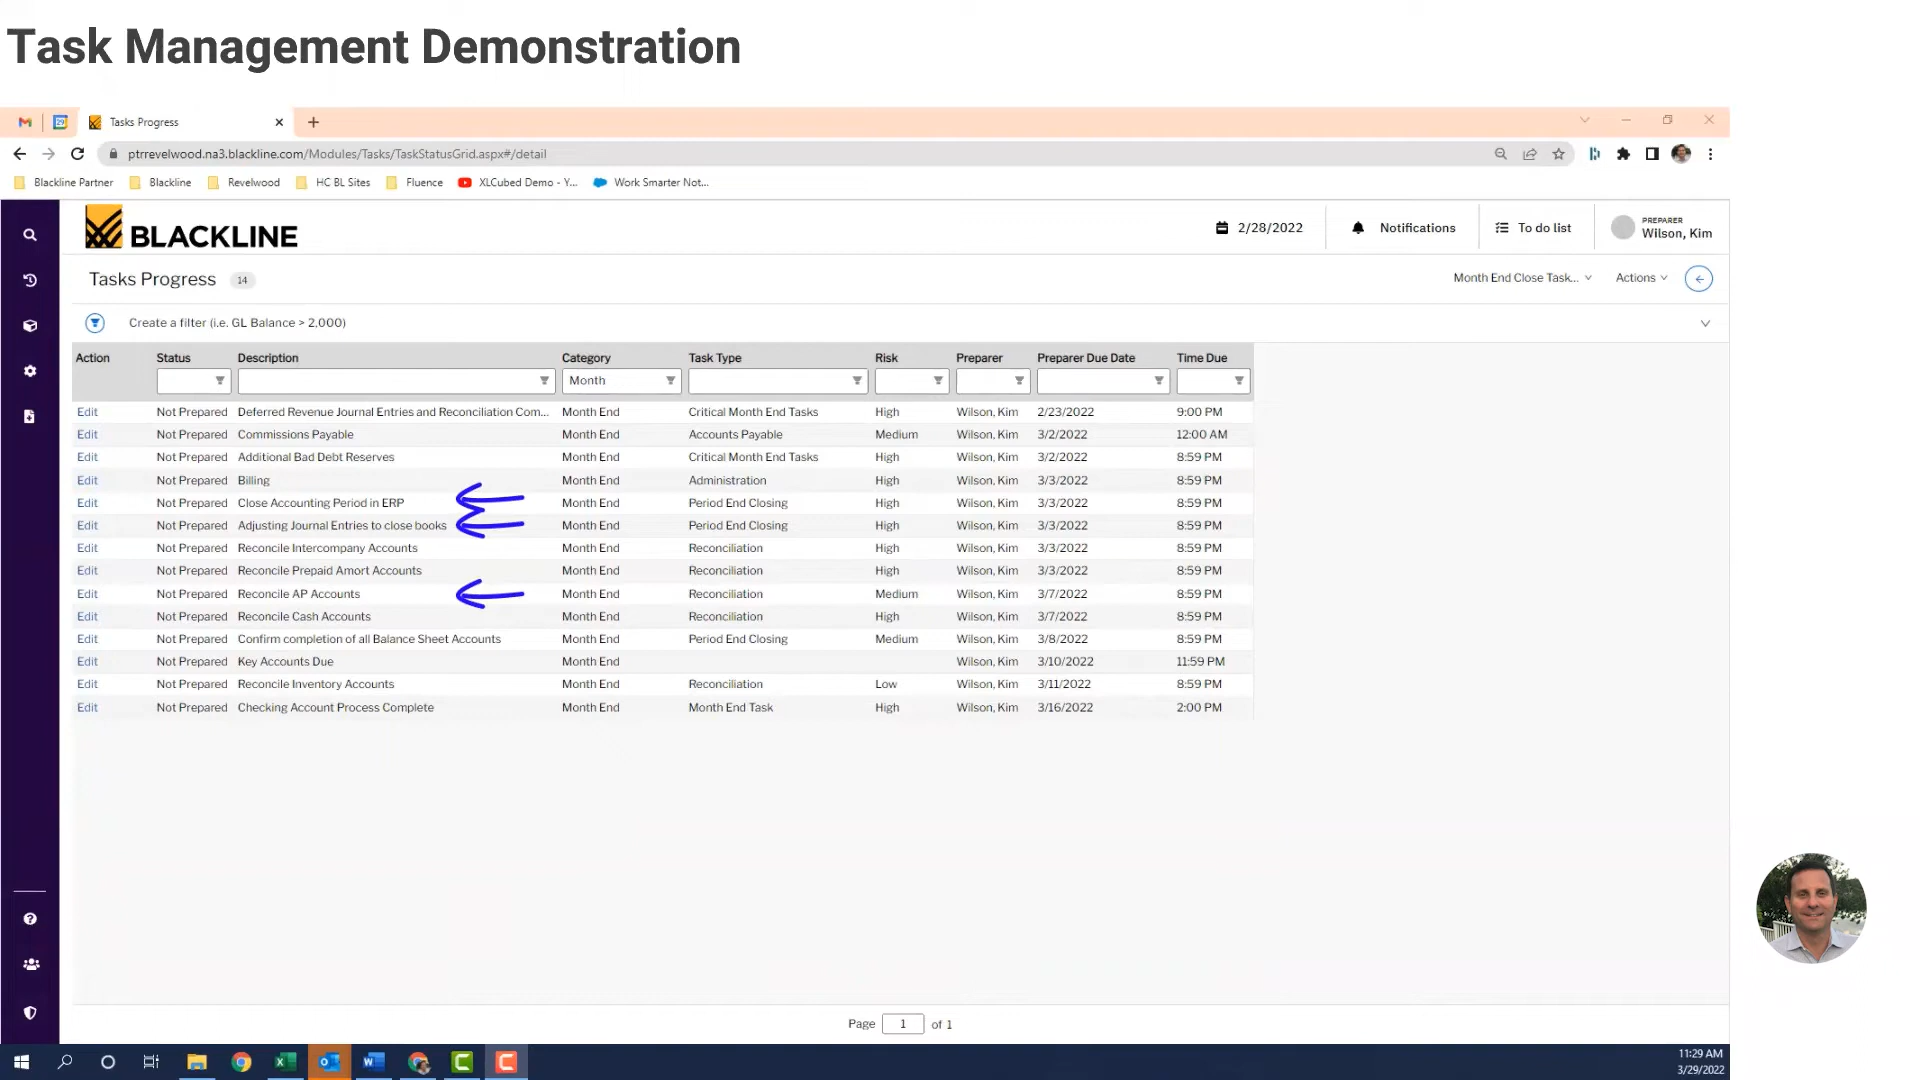 Task Management Demonstration
Tasks Progress
ptrrevelwood.na3.blackline.com/Modules/Tasks/TaskStatusGrid.aspx#/detail
Blackline Partner Blackline Revelwood HC BL Sites Fluence XLCubed Demo - Y... Work Smarter Not...
BLACKLINE 2/28/2022 Notifications To do list PREPARER
Wilson, Kim
Tasks Progress 14 Month End Close Task... Actions
Create a filter (i.e. GL Balance > 2,000)
Action Status Description Category Task Type Risk Preparer Preparer Due Date Time Due
Month
Edit Not Prepared Deferred Revenue Journal Entries and Reconciliation Com... Month End Critical Month End Tasks High Wilson, Kim 2/23/2022 9:00 PM
Edit Not Prepared Commissions Payable Month End Accounts Payable Medium Wilson, Kim 3/2/2022 12:00 AM
Edit Not Prepared Additional Bad Debt Reserves Month End Critical Month End Tasks High Wilson, Kim 3/2/2022 8:59 PM
Edit Not Prepared Billing Month End Administration High Wilson, Kim 3/3/2022 8:59 PM
Edit Not Prepared Close Accounting Period in ERP Month End Period End Closing High Wilson, Kim 3/3/2022 8:59 PM
Edit Not Prepared Adjusting Journal Entries to close books Month End Period End Closing High Wilson, Kim 3/3/2022 8:59 PM
Edit Not Prepared Reconcile Intercompany Accounts Month End Reconciliation High Wilson, Kim 3/3/2022 8:59 PM
Edit Not Prepared Reconcile Prepaid Amort Accounts Month End Reconciliation High Wilson, Kim 3/3/2022 8:59 PM
Edit Not Prepared Reconcile AP Accounts Month End Reconciliation Medium Wilson, Kim 3/7/2022 8:59 PM
Edit Not Prepared Reconcile Cash Accounts Month End Reconciliation High Wilson, Kim 3/7/2022 8:59 PM
Edit Not Prepared Confirm completion of all Balance Sheet Accounts Month End Period End Closing Medium Wilson, Kim 3/8/2022 8:59 PM
Edit Not Prepared Key Accounts Due Month End Wilson, Kim 3/10/2022 11:59 PM
Edit Not Prepared Reconcile Inventory Accounts Month End Reconciliation Low Wilson, Kim 3/11/2022 8:59 PM
Edit Not Prepared Checking Account Process Complete Month End Month End Task High Wilson, Kim 3/16/2022 2:00 PM
Page 1 of 1
11:29 AM
3/29/2022